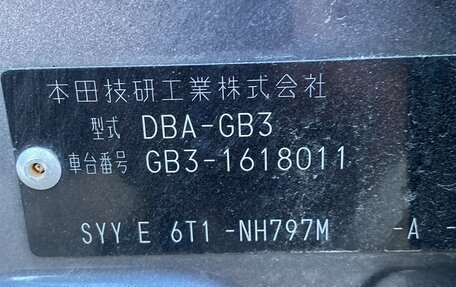 本田技研工業株式会社
型式 DBA-GB3
車台番号 GB3-1618011
SYY E 6T1 -NH797M -A -